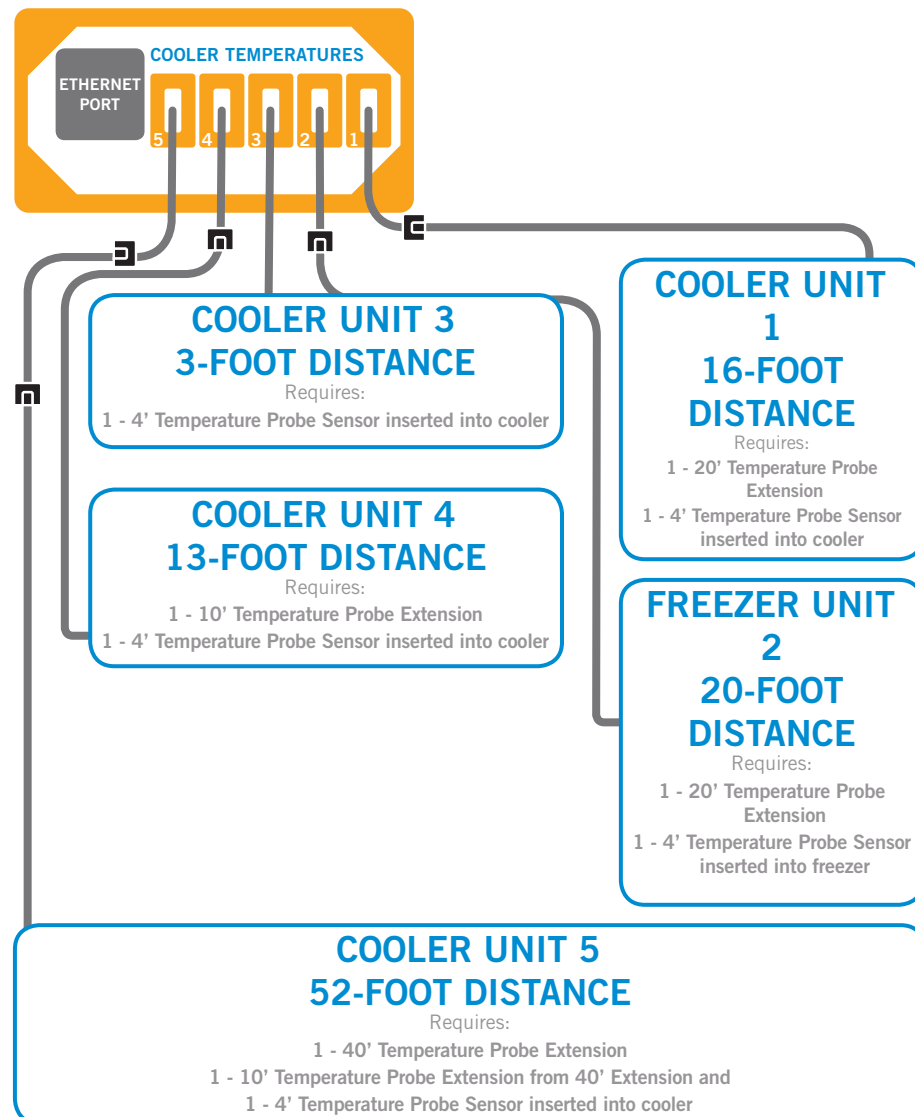 COOLER TEMPERATURES
ETHERNET
PORT
5
4
3
2
1
COOLER UNIT 3
3-FOOT DISTANCE
Requires:
1 - 4’ Temperature Probe Sensor inserted into cooler
COOLER UNIT 4
13-FOOT DISTANCE
Requires:
1 - 10’ Temperature Probe Extension
1 - 4’ Temperature Probe Sensor inserted into cooler
COOLER UNIT
1
16-FOOT
DISTANCE
Requires:
1 - 20’ Temperature Probe
Extension
1 - 4’ Temperature Probe Sensor
inserted into cooler
FREEZER UNIT
2
20-FOOT
DISTANCE
Requires:
1 - 20’ Temperature Probe
Extension
1 - 4’ Temperature Probe Sensor
inserted into freezer
COOLER UNIT 5
52-FOOT DISTANCE
Requires:
1 - 40’ Temperature Probe Extension
1 - 10’ Temperature Probe Extension from 40’ Extension and
1 - 4’ Temperature Probe Sensor inserted into cooler